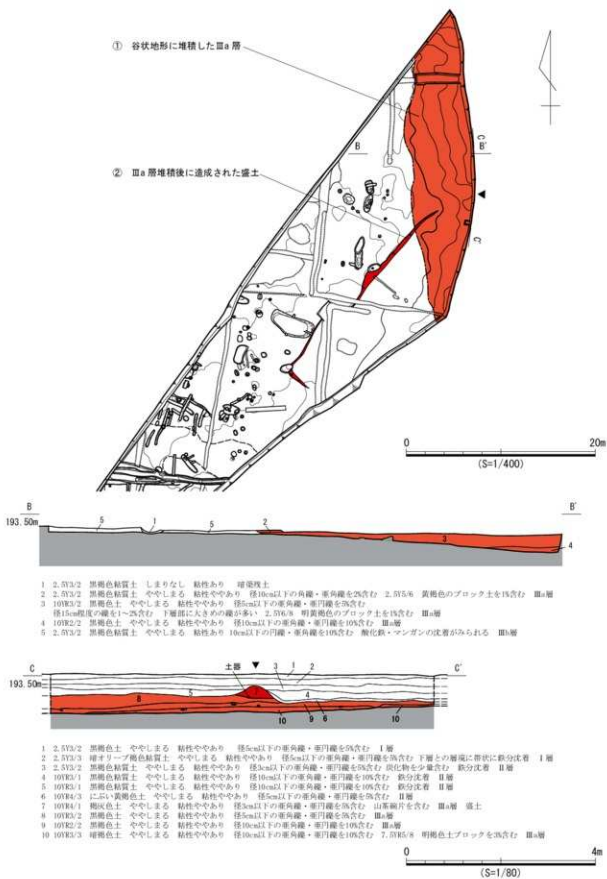 ① 谷状地形に堆積したⅢa 層
② Ⅲa 層堆積後に造成された盛土
B
B'
C
C'
0
20m
(S=1/400)
B
B'
193.50m
5
1
5
2
3
4
1 2.5Y3/2 黒褐色粘質土 しまりなし 粘性あり 暗渠残土
2 2.5Y3/2 黒褐色粘質土 ややしまる 粘性ややあり 径10cm以下の角礫・亜角礫を2%含む 2.5Y5/6 黄褐色のブロック土を1%含む Ⅲa層
3 10YR3/2 黒褐色土 ややしまる 粘性ややあり 径5cm以下の亜角礫・亜円礫を5%含む
径15cm程度の礫を1~2%含む 下層部に大きめの礫が多い 2.5Y6/8 明黄褐色のブロック土を1%含む Ⅲa層
4 10YR2/2 黒褐色土 ややしまる 粘性ややあり 径10cm以下の亜角礫・亜円礫を10%含む Ⅲa層
5 2.5Y3/2 黒褐色粘質土 ややしまる 粘性あり 10cm以下の円礫・亜角礫を10%含む 酸化鉄・マンガンの沈着がみられる Ⅲb層
C
土器
3
1
2
C'
193.50m
8
5
4
10
9
6
10
1 2.5Y3/2 黒褐色土 ややしまる 粘性ややあり 径5cm以下の亜角礫・亜円礫を5%含む Ⅰ層
2 2.5Y3/3 暗オリーブ褐色粘質土 ややしまる 粘性ややあり 径5cm以下の亜角礫・亜円礫を5%含む 下層との層境に帯状に鉄分沈着 Ⅰ層
3 2.5Y3/2 黒褐色土 ややしまる 粘性ややあり 径3cm以下の亜角礫・亜円礫を5%含む 炭化物を少量含む 鉄分沈着 Ⅱ層
4 10YR3/1 黒褐色土 ややしまる 粘性ややあり 径10cm以下の亜角礫・亜円礫を10%含む 鉄分沈着 Ⅱ層
5 10YR3/1 黒褐色土 ややしまる 粘性ややあり 径10cm以下の亜角礫・亜円礫を10%含む 鉄分沈着 Ⅱ層
6 10YR4/3 にぶい黄褐色土 ややしまる 粘性ややあり 径5cm以下の亜角礫・亜円礫を5%含む Ⅱ層
7 10YR4/1 褐灰色土 ややしまる 粘性ややあり 径3cm以下の亜角礫・亜円礫を5%含む 山茶碗片を含む Ⅲa層 盛土
8 10YR3/2 黒褐色土 ややしまる 粘性ややあり 径5cm以下の亜角礫・亜円礫を5%含む Ⅲa層
9 10YR2/2 黒褐色土 ややしまる 粘性ややあり 径10cm以下の亜角礫・亜円礫を10%含む Ⅲa層
10 10YR3/3 暗褐色土 ややしまる 粘性ややあり 径10cm以下の亜角礫・亜円礫を10%含む 7.5YR5/8 明褐色土ブロックを3%含む Ⅲa層
0
4m
(S=1/80)